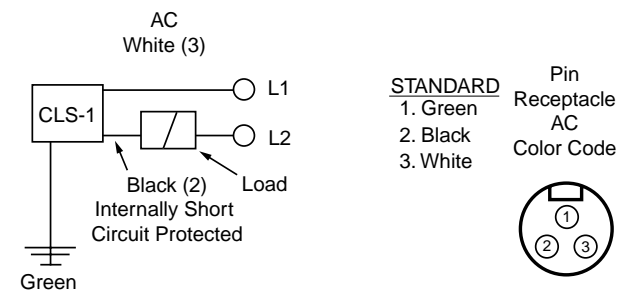 AC
White (3)
L1
CLS-1
L2
Black (2)
Load
Internally Short
Circuit Protected
Green
STANDARD
1. Green
2. Black
3. White
Pin
Receptacle
AC
Color Code
1
2
3